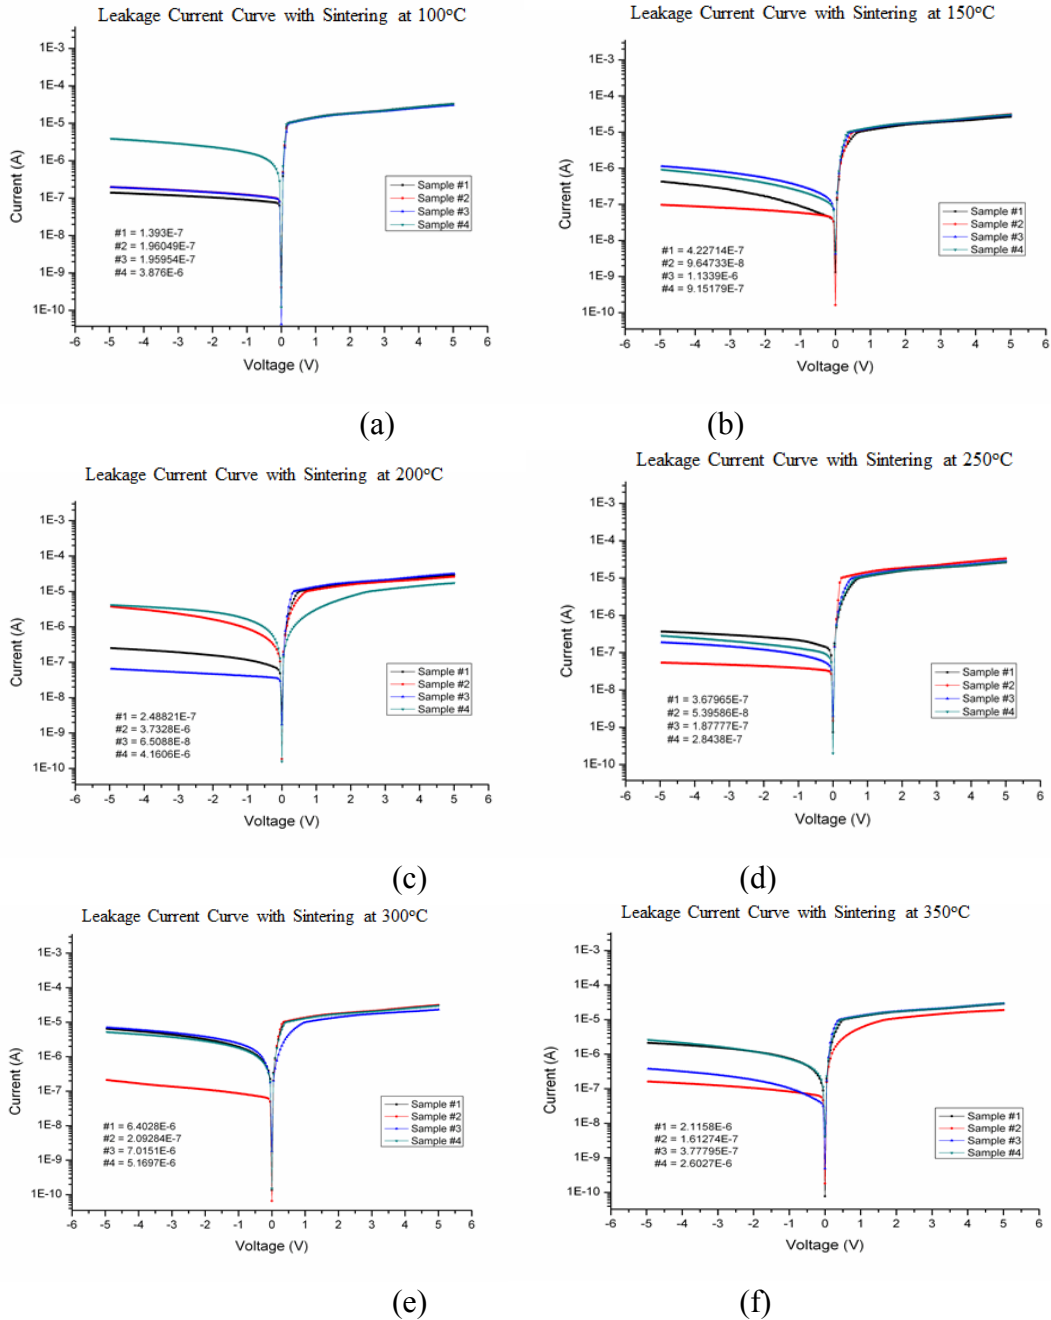 Leakage Current Curve with Sintering at 100°C
1E-3
1E-4
1E-5
1E-6
1E-7
1E-8
1E-9
1E-10
Current (A)
Sample #1
Sample #2
Sample #3
Sample #4
#1 = 1.393E-7
#2 = 1.96049E-7
#3 = 1.95954E-7
#4 = 3.876E-6
-6 -5 -4 -3 -2 -1 0 1 2 3 4 5 6
Voltage (V)
(a)
Leakage Current Curve with Sintering at 150°C
1E-3
1E-4
1E-5
1E-6
1E-7
1E-8
1E-9
1E-10
Current (A)
Sample #1
Sample #2
Sample #3
Sample #4
#1 = 4.22714E-7
#2 = 9.64733E-8
#3 = 1.1339E-6
#4 = 9.15179E-7
-6 -5 -4 -3 -2 -1 0 1 2 3 4 5 6
Voltage (V)
(b)
Leakage Current Curve with Sintering at 200°C
1E-3
1E-4
1E-5
1E-6
1E-7
1E-8
1E-9
1E-10
Current (A)
Sample #1
Sample #2
Sample #3
Sample #4
#1 = 2.48821E-7
#2 = 3.7328E-6
#3 = 6.5088E-8
#4 = 4.1606E-6
-6 -5 -4 -3 -2 -1 0 1 2 3 4 5 6
Voltage (V)
(c)
Leakage Current Curve with Sintering at 250°C
1E-3
1E-4
1E-5
1E-6
1E-7
1E-8
1E-9
1E-10
Current (A)
Sample #1
Sample #2
Sample #3
Sample #4
#1 = 3.67965E-7
#2 = 5.39586E-8
#3 = 1.87777E-7
#4 = 2.8438E-7
-6 -5 -4 -3 -2 -1 0 1 2 3 4 5 6
Voltage (V)
(d)
Leakage Current Curve with Sintering at 300°C
1E-3
1E-4
1E-5
1E-6
1E-7
1E-8
1E-9
1E-10
Current (A)
Sample #1
Sample #2
Sample #3
Sample #4
#1 = 6.4028E-6
#2 = 2.09284E-7
#3 = 7.0151E-6
#4 = 5.1697E-6
-6 -5 -4 -3 -2 -1 0 1 2 3 4 5 6
Voltage (V)
(e)
Leakage Current Curve with Sintering at 350°C
1E-3
1E-4
1E-5
1E-6
1E-7
1E-8
1E-9
1E-10
Current (A)
Sample #1
Sample #2
Sample #3
Sample #4
#1 = 2.1158E-6
#2 = 1.61274E-7
#3 = 3.77795E-7
#4 = 2.6027E-6
-6 -5 -4 -3 -2 -1 0 1 2 3 4 5 6
Voltage (V)
(f)